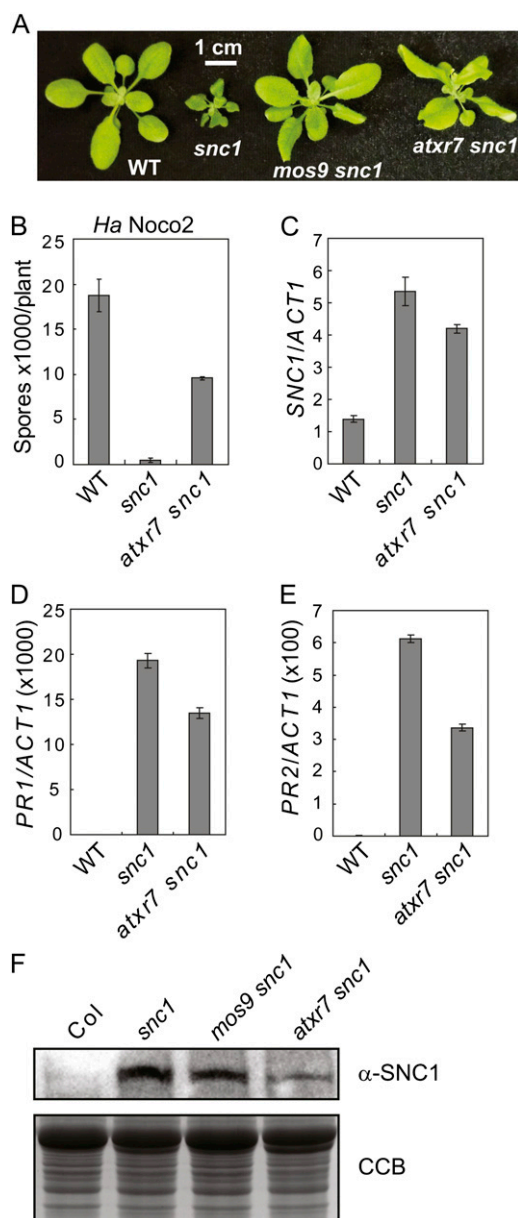 A
1 cm
WT
snc1
mos9 snc1
atxr7 snc1
B
Ha Noco2
Spores x1000/plant
25
20
15
10
5
0
WT
snc1
atxr7 snc1
C
SNC1/ACT1
7
6
5
4
3
2
1
0
WT
snc1
atxr7 snc1
D
PR1/ACT1 (x1000)
25
20
15
10
5
0
WT
snc1
atxr7 snc1
E
PR2/ACT1 (x100)
7
6
5
4
3
2
1
0
WT
snc1
atxr7 snc1
F
Col
snc1
mos9 snc1
atxr7 snc1
α-SNC1
CCB